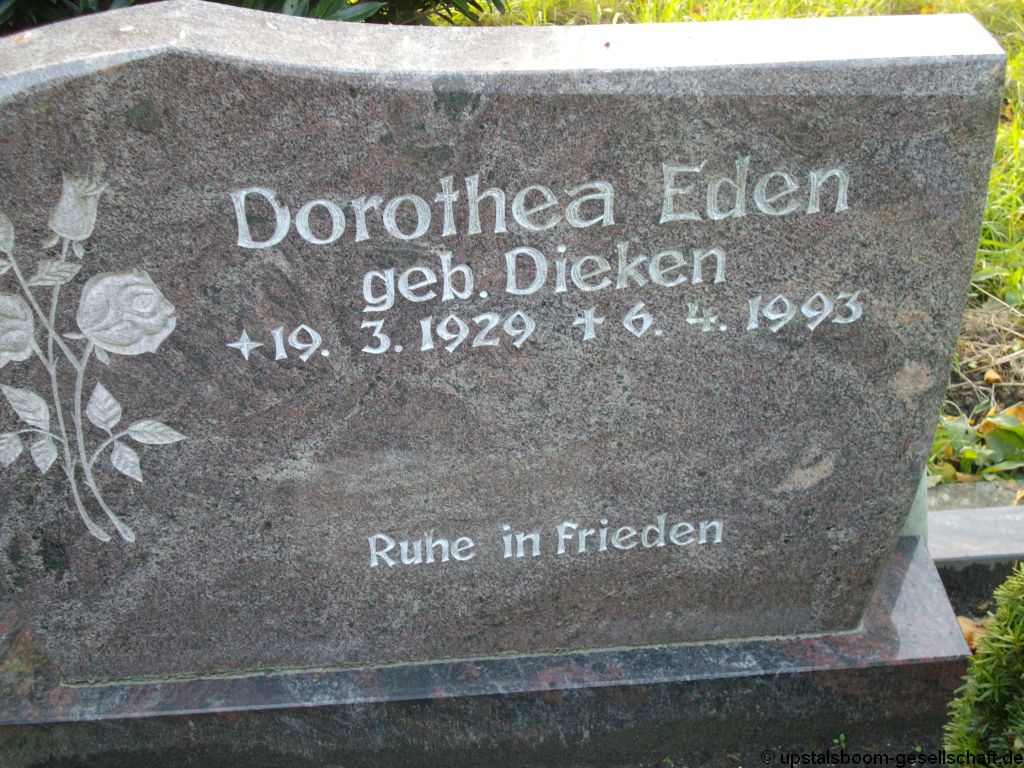 Dorothea Eden
geb. Dieken
19. 3. 1929 † 6. 4. 1993
Ruhe in Frieden
© upstalsboom-gesellschaft.de